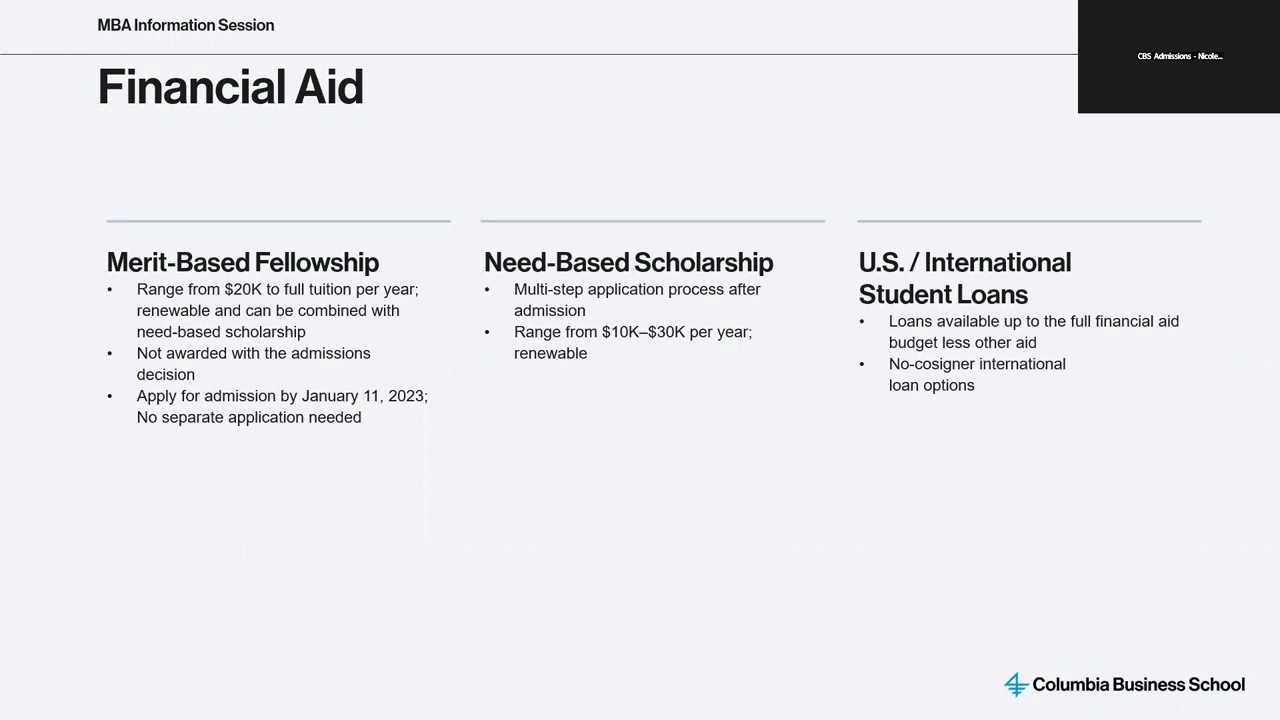 MBA Information Session
CBS Admissions - Nicole...
Financial Aid
Merit-Based Fellowship
• Range from $20K to full tuition per year;
renewable and can be combined with
need-based scholarship
• Not awarded with the admissions
decision
• Apply for admission by January 11, 2023;
No separate application needed
Need-Based Scholarship
• Multi-step application process after
admission
• Range from $10K–$30K per year;
renewable
U.S. / International
Student Loans
• Loans available up to the full financial aid
budget less other aid
• No-cosigner international
loan options
Columbia Business School